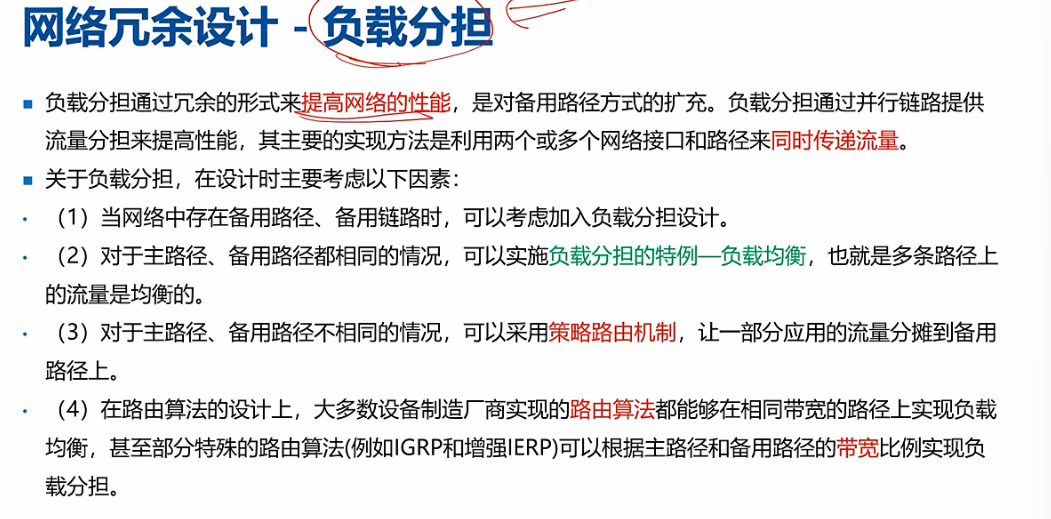 网络冗余设计 - 负载分担
负载分担通过冗余的形式来提高网络的性能，是对备用路径方式的扩充。负载分担通过并行链路提供
流量分担来提高性能，其主要的实现方法是利用两个或多个网络接口和路径来同时传递流量。
关于负载分担，在设计时主要考虑以下因素：
（1）当网络中存在备用路径、备用链路时，可以考虑加入负载分担设计。
（2）对于主路径、备用路径都相同的情况，可以实施负载分担的特例—负载均衡，也就是多条路径上
的流量是均衡的。
（3）对于主路径、备用路径不相同的情况，可以采用策略路由机制，让一部分应用的流量分摊到备用
路径上。
（4）在路由算法的设计上，大多数设备制造厂商实现的路由算法都能够在相同带宽的路径上实现负载
均衡，甚至部分特殊的路由算法(例如IGRP和增强IERP)可以根据主路径和备用路径的带宽比例实现负
载分担。